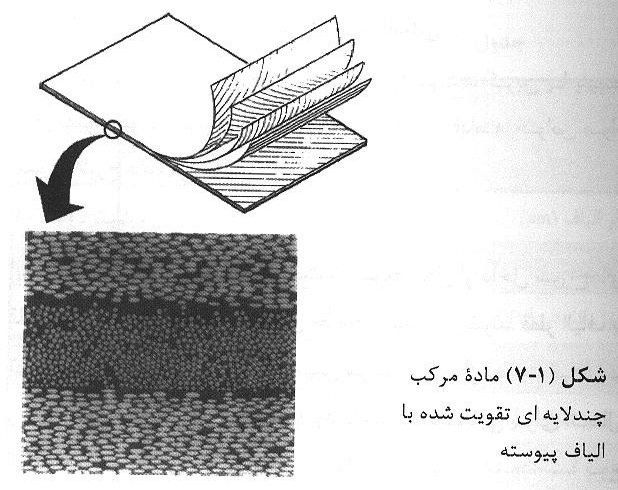 شکل (۱-۷) مادهٔ مرکب
چندلایه ای تقویت شده با
الیاف پیوسته